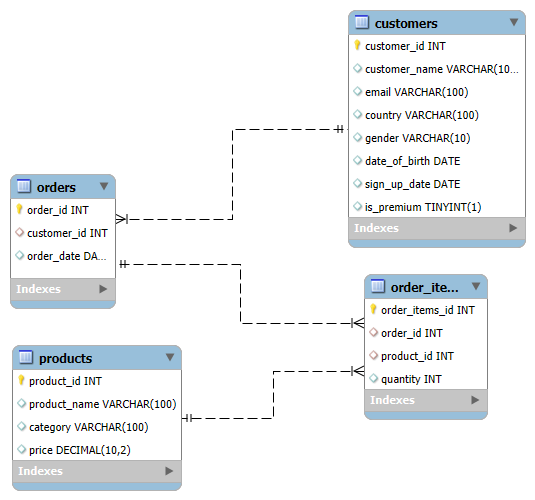 customers
customer_id INT
customer_name VARCHAR(10...
email VARCHAR(100)
country VARCHAR(100)
gender VARCHAR(10)
date_of_birth DATE
sign_up_date DATE
is_premium TINYINT(1)
Indexes
orders
order_id INT
customer_id INT
order_date DA...
Indexes
order_ite...
order_items_id INT
order_id INT
product_id INT
quantity INT
Indexes
products
product_id INT
product_name VARCHAR(100)
category VARCHAR(100)
price DECIMAL(10,2)
Indexes